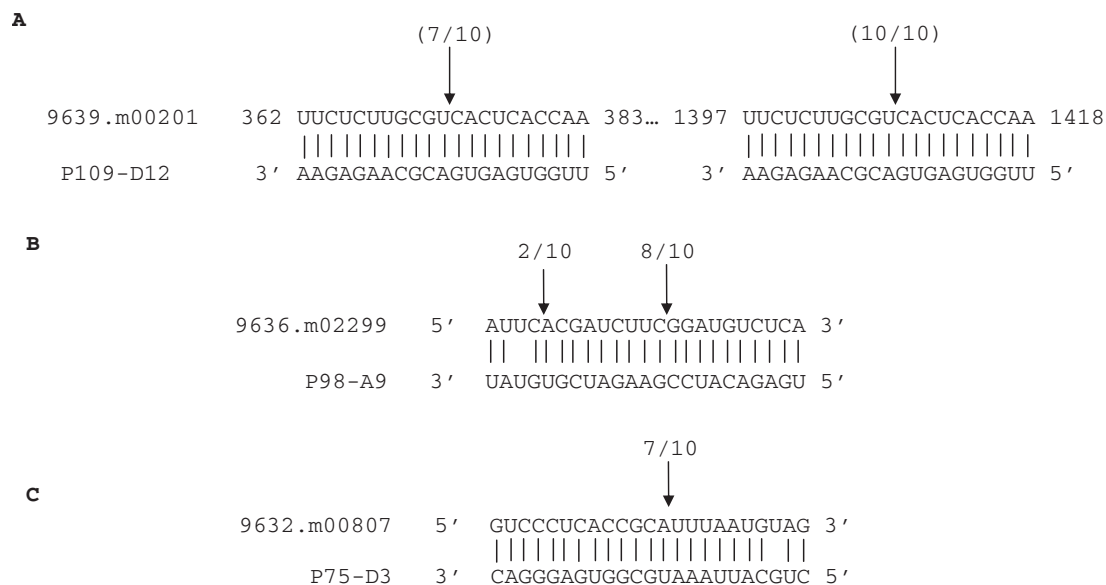 A
(7/10) (10/10)
9639.m00201 362 UUCUCUUGCGUCACUCACCAA 383… 1397 UUCUCUUGCGUCACUCACCAA 1418
P109-D12 3′ AAGAGAACGCAGUGAGUGGUU 5′ 3′ AAGAGAACGCAGUGAGUGGUU 5′
B
2/10 8/10
9636.m02299 5′ AUUCACGAUCUUCGGAUGUCUCA 3′
P98-A9 3′ UAUGUGCUAGAAGCCUACAGAGU 5′
7/10
C
9632.m00807 5′ GUCCCUCACCGCAUUUAAUGUAG 3′
P75-D3 3′ CAGGGAGUGGCGUAAAUUACGUC 5′